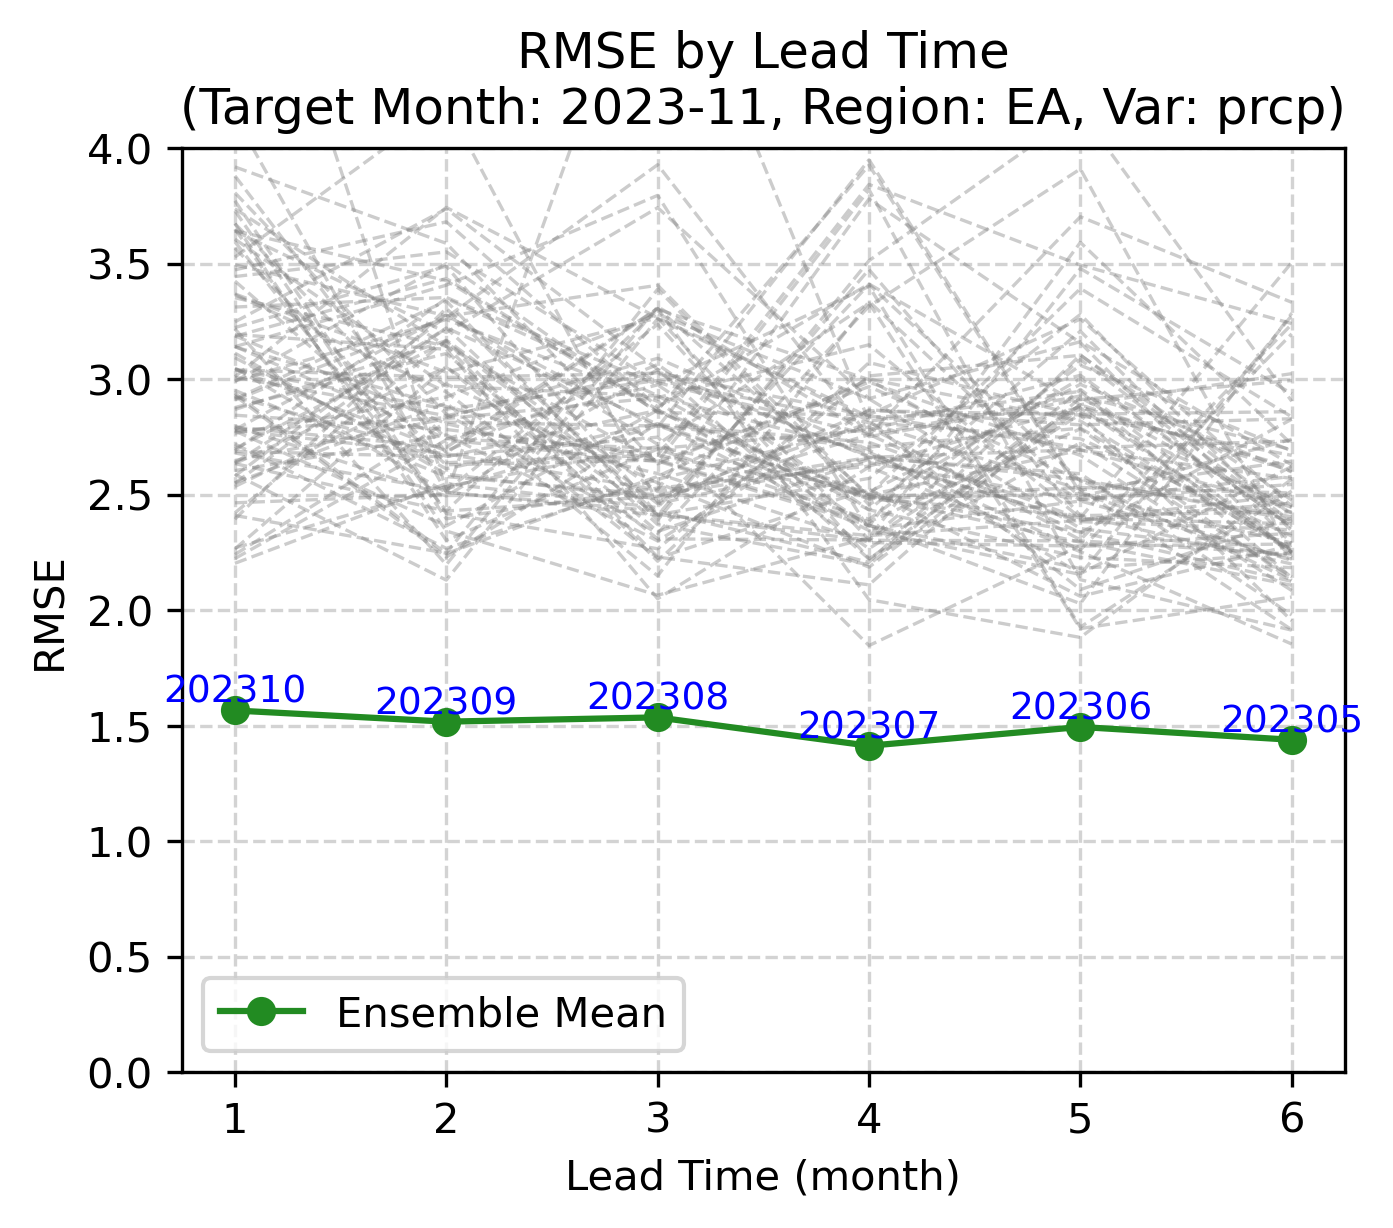 RMSE by Lead Time
(Target Month: 2023-11, Region: EA, Var: prcp)
4.0
3.5
3.0
2.5
2.0
1.5
1.0
0.5
0.0
RMSE
202310
202309
202308
202307
202306
202305
Ensemble Mean
1 2 3 4 5 6
Lead Time (month)